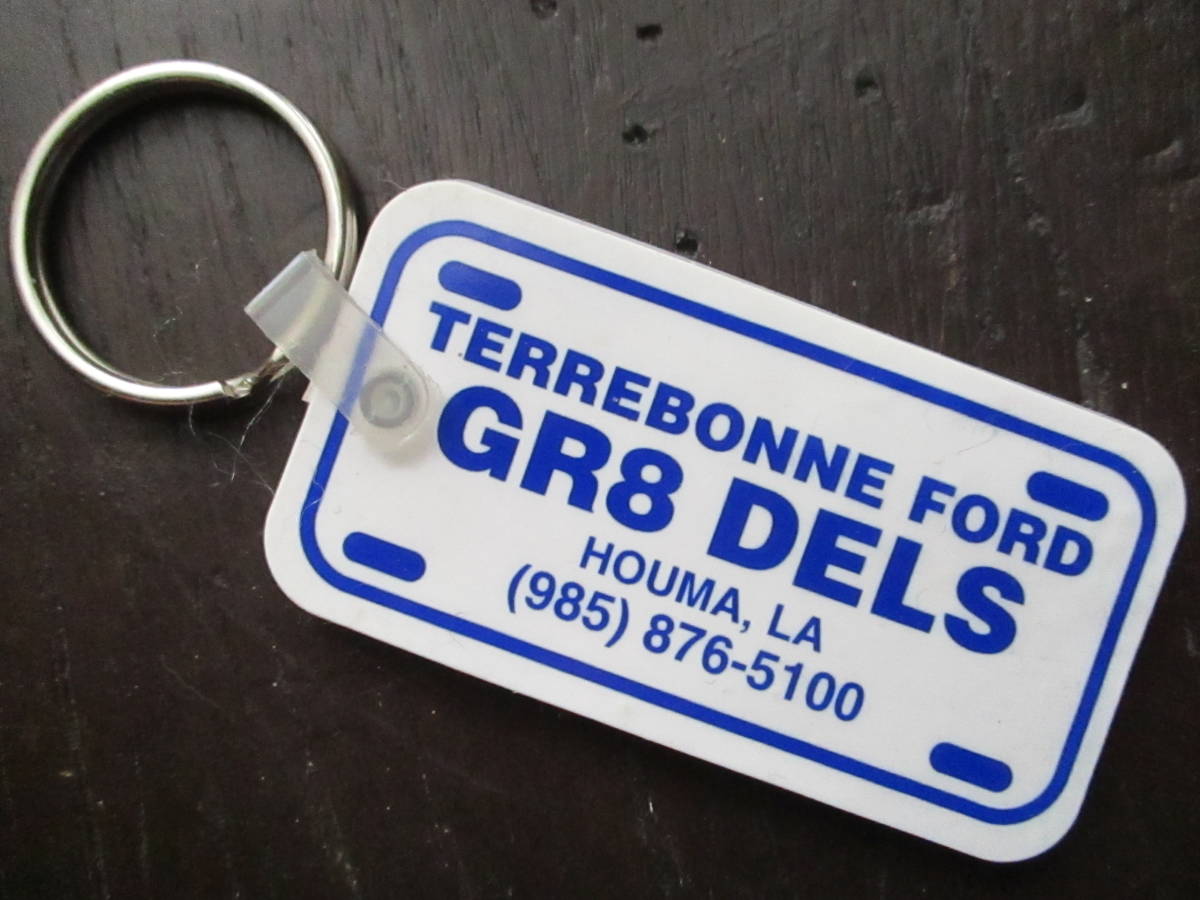 TERREBONNE FORD
GR8 DELS
HOUMA, LA
(985) 876-5100